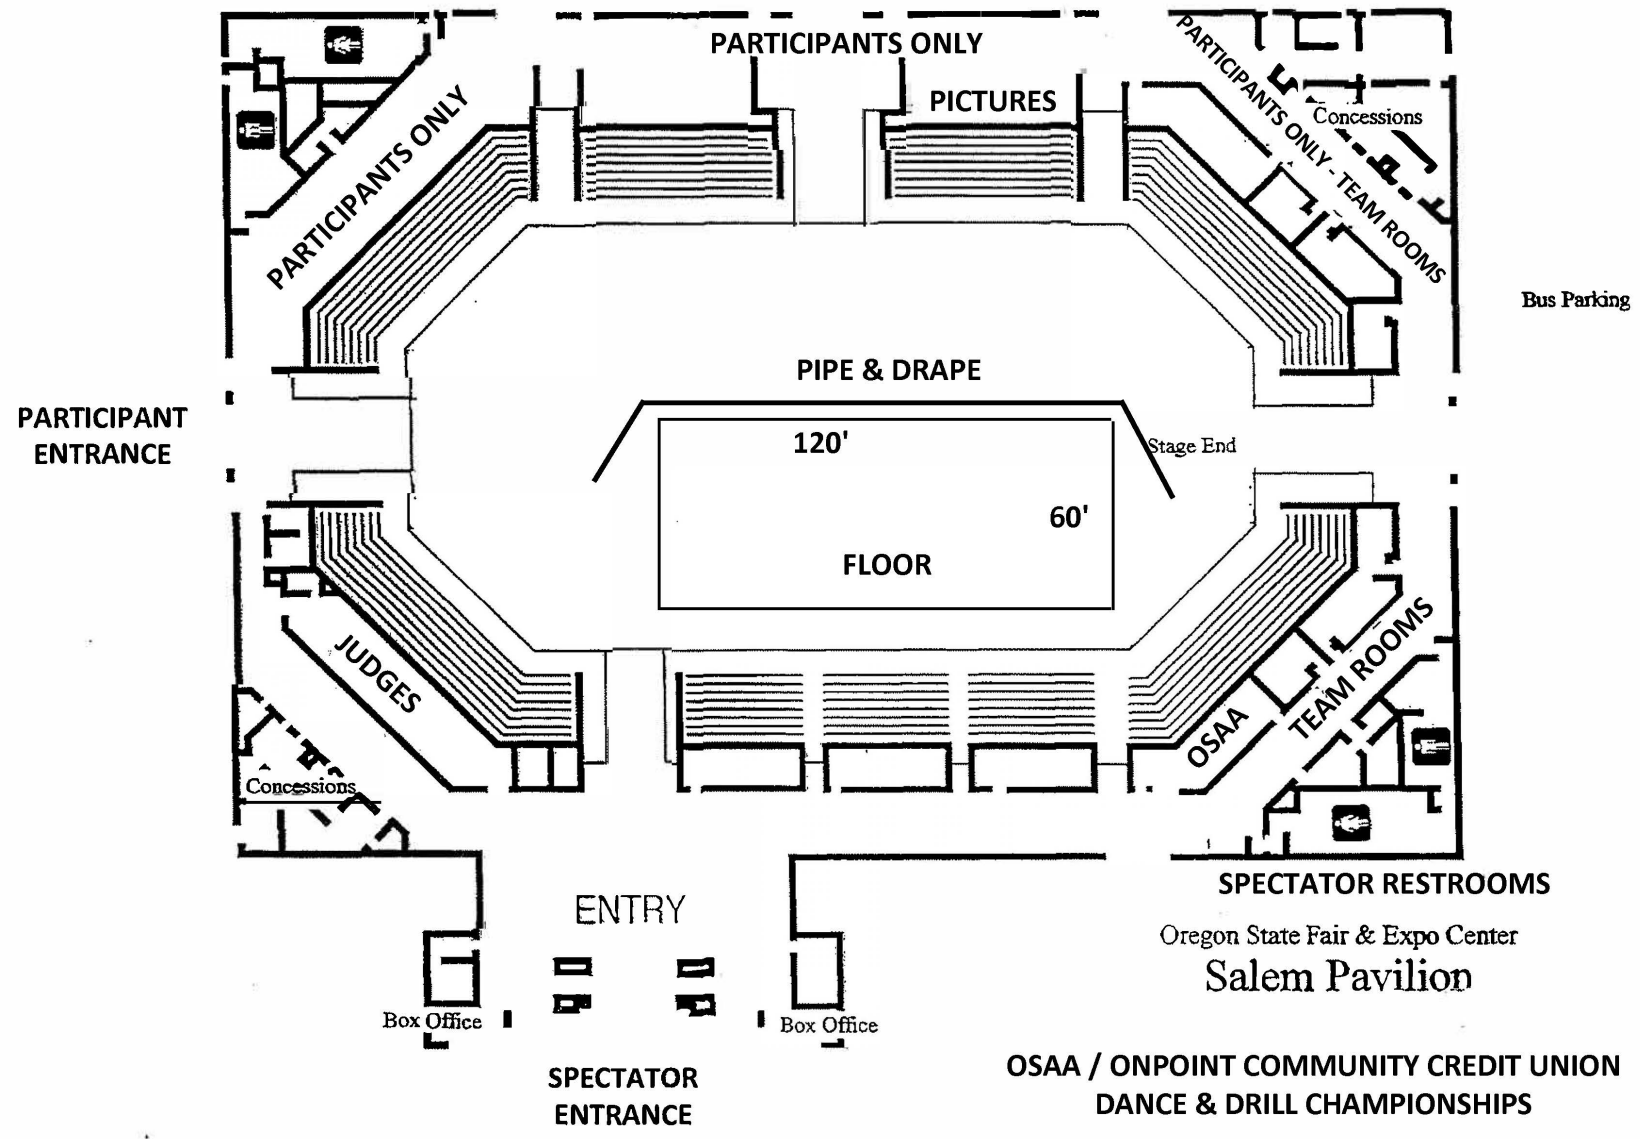 PARTICIPANTS ONLY
PICTURES
PARTICIPANTS ONLY
PARTICIPANTS ONLY - TEAM ROOMS
Concessions
Bus Parking
PIPE & DRAPE
120'
Stage End
60'
FLOOR
PARTICIPANT
ENTRANCE
JUDGES
OSAA
TEAM ROOMS
Concessions
SPECTATOR RESTROOMS
ENTRY
Oregon State Fair & Expo Center
Salem Pavilion
Box Office
Box Office
SPECTATOR
ENTRANCE
OSAA / ONPOINT COMMUNITY CREDIT UNION
DANCE & DRILL CHAMPIONSHIPS